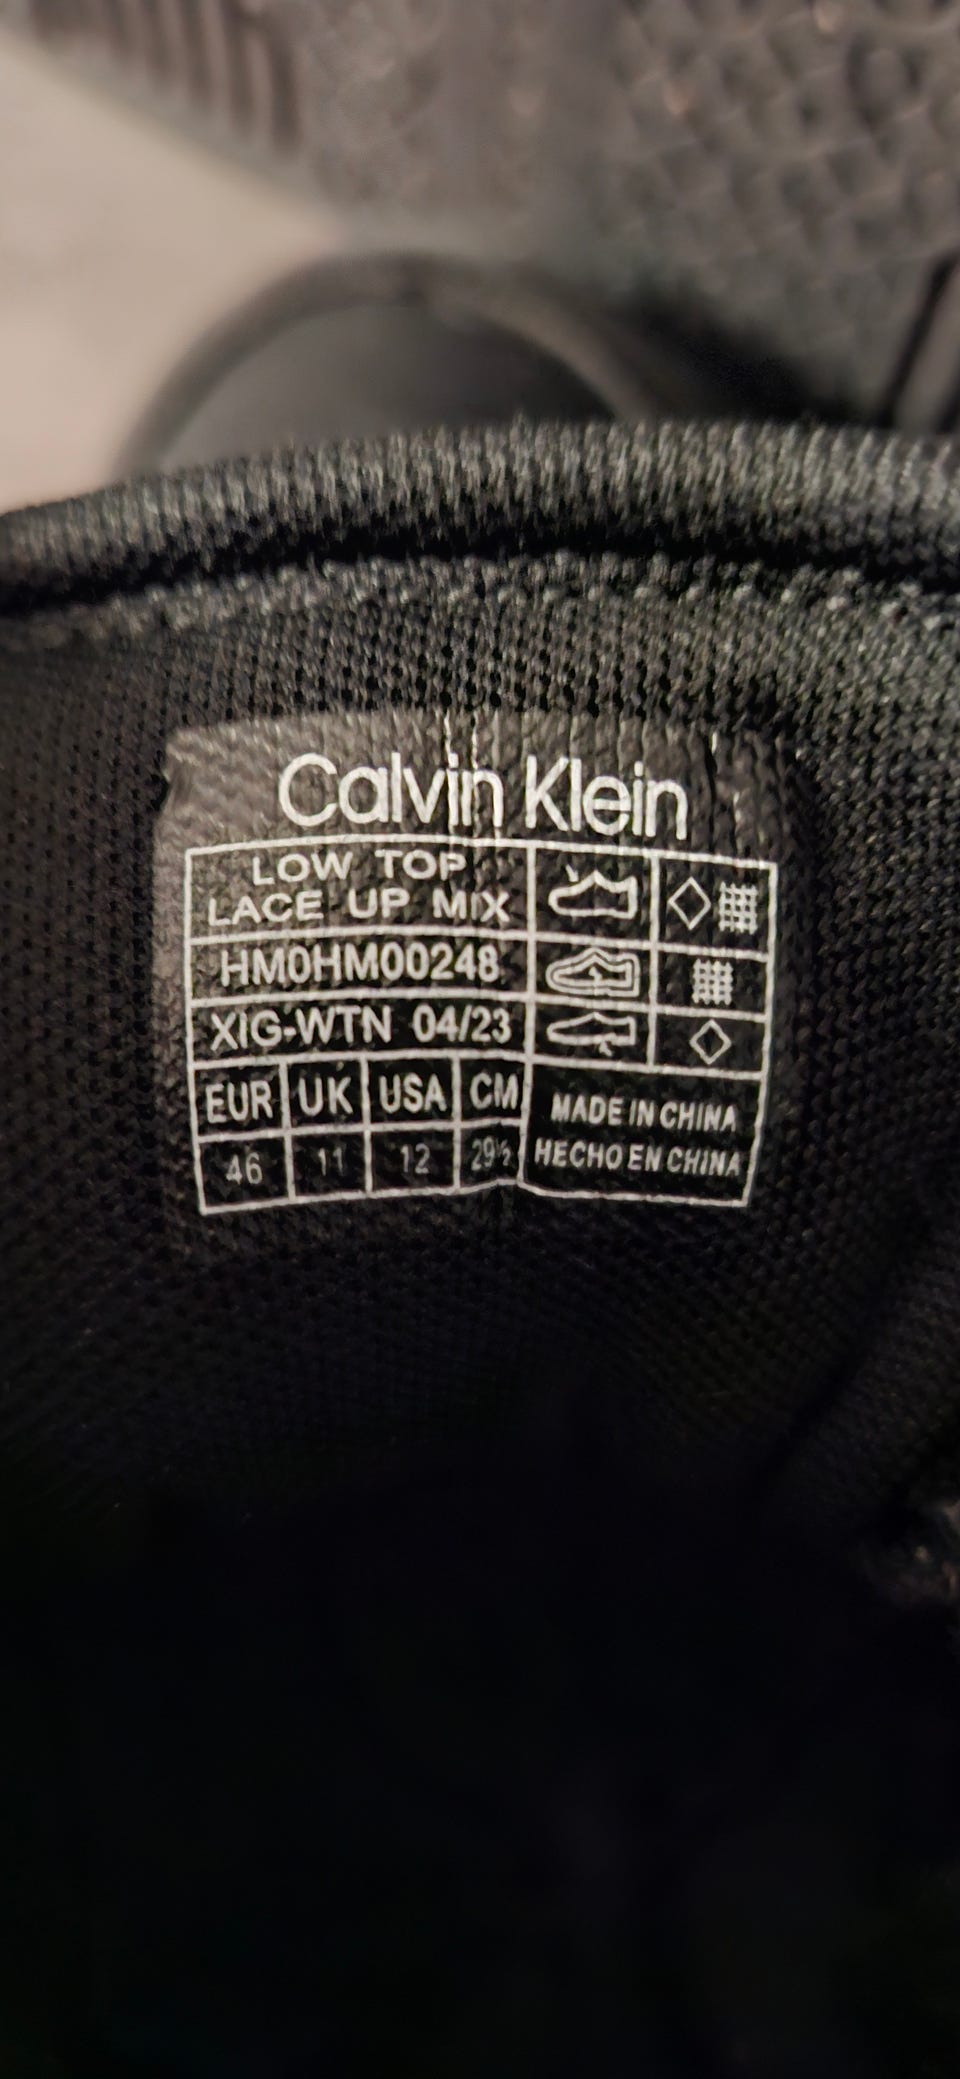 Calvin Klein
LOW TOP
LACE UP MIX
HM0HM00248
XIG-WTN 04/23
EUR UK USA CM
46 11 12 29½
MADE IN CHINA
HECHO EN CHINA